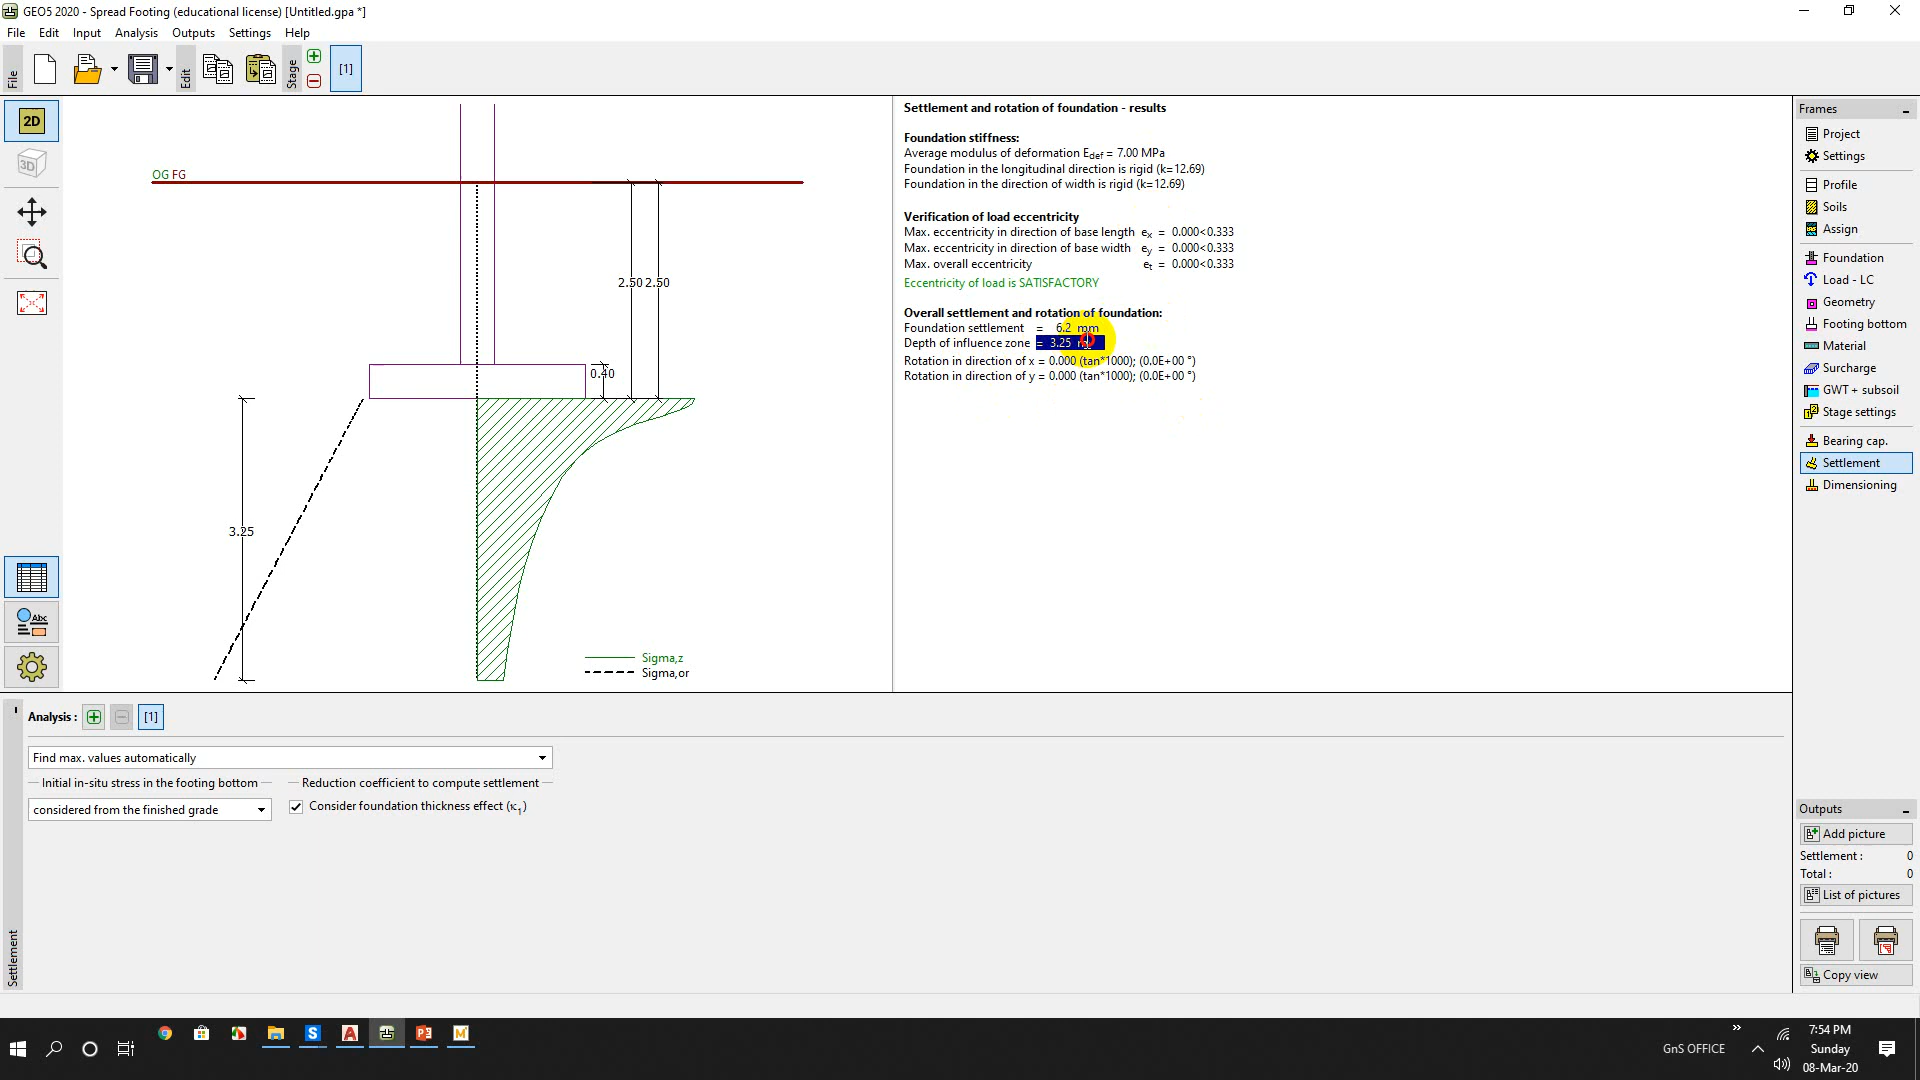 GEO5 2020 - Spread Footing (educational license) [Untitled.gpa *]
File Edit Input Analysis Outputs Settings Help
File
Edit
Stage
[1]
2D
3D
OG FG
2.50 2.50
0.40
3.25
Sigma,z
Sigma,or
Abc
Settlement and rotation of foundation - results
Foundation stiffness:
Average modulus of deformation Edef = 7.00 MPa
Foundation in the longitudinal direction is rigid (k=12.69)
Foundation in the direction of width is rigid (k=12.69)
Verification of load eccentricity
Max. eccentricity in direction of base length ex = 0.000<0.333
Max. eccentricity in direction of base width ey = 0.000<0.333
Max. overall eccentricity et = 0.000<0.333
Eccentricity of load is SATISFACTORY
Overall settlement and rotation of foundation:
Foundation settlement = 6.2 mm
Depth of influence zone = 3.25 m
Rotation in direction of x = 0.000 (tan*1000); (0.0E+00 °)
Rotation in direction of y = 0.000 (tan*1000); (0.0E+00 °)
Frames
Project
Settings
Profile
Soils
Assign
Foundation
Load - LC
Geometry
Footing bottom
Material
Surcharge
GWT + subsoil
Stage settings
Bearing cap.
Settlement
Dimensioning
Analysis : [1]
Find max. values automatically
Initial in-situ stress in the footing bottom
considered from the finished grade
Reduction coefficient to compute settlement
Consider foundation thickness effect (κ1)
Settlement
Outputs
Add picture
Settlement : 0
Total : 0
List of pictures
Copy view
GnS OFFICE
7:54 PM
Sunday
08-Mar-20